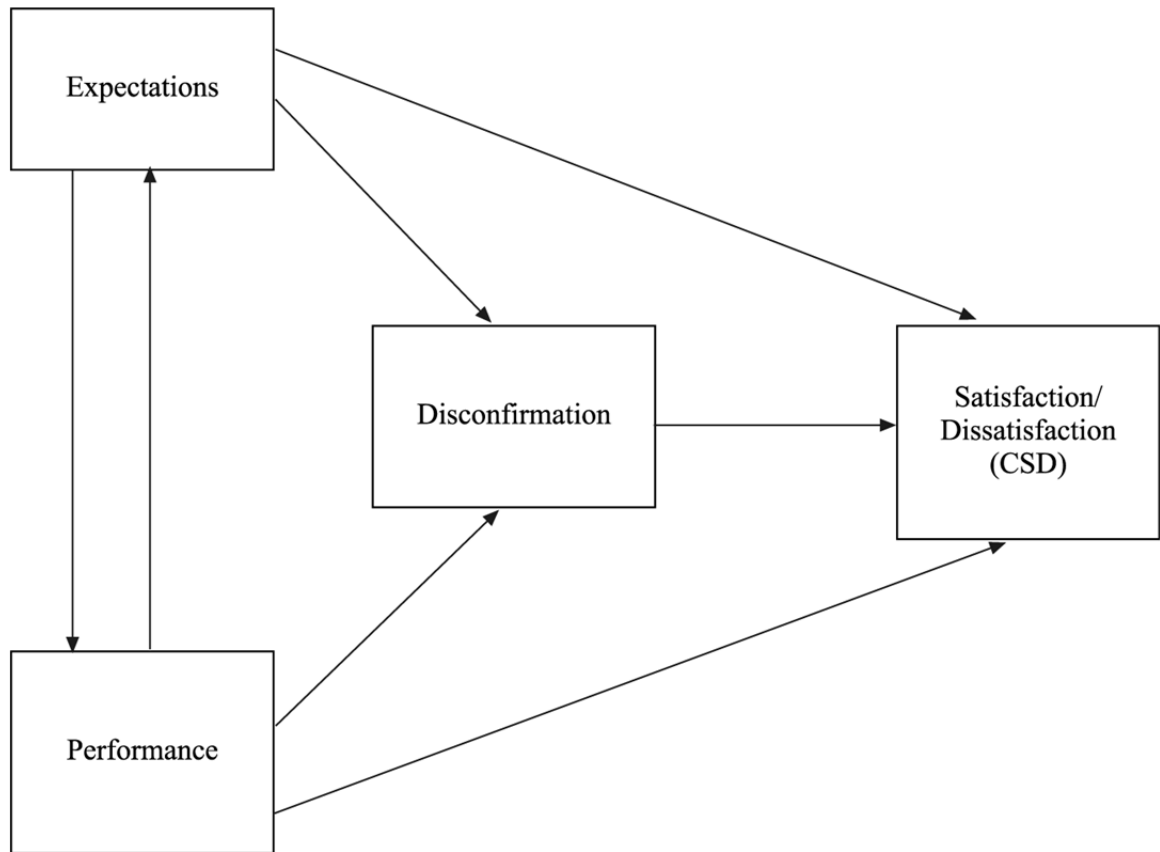 Expectations
Disconfirmation
Satisfaction/
Dissatisfaction
(CSD)
Performance